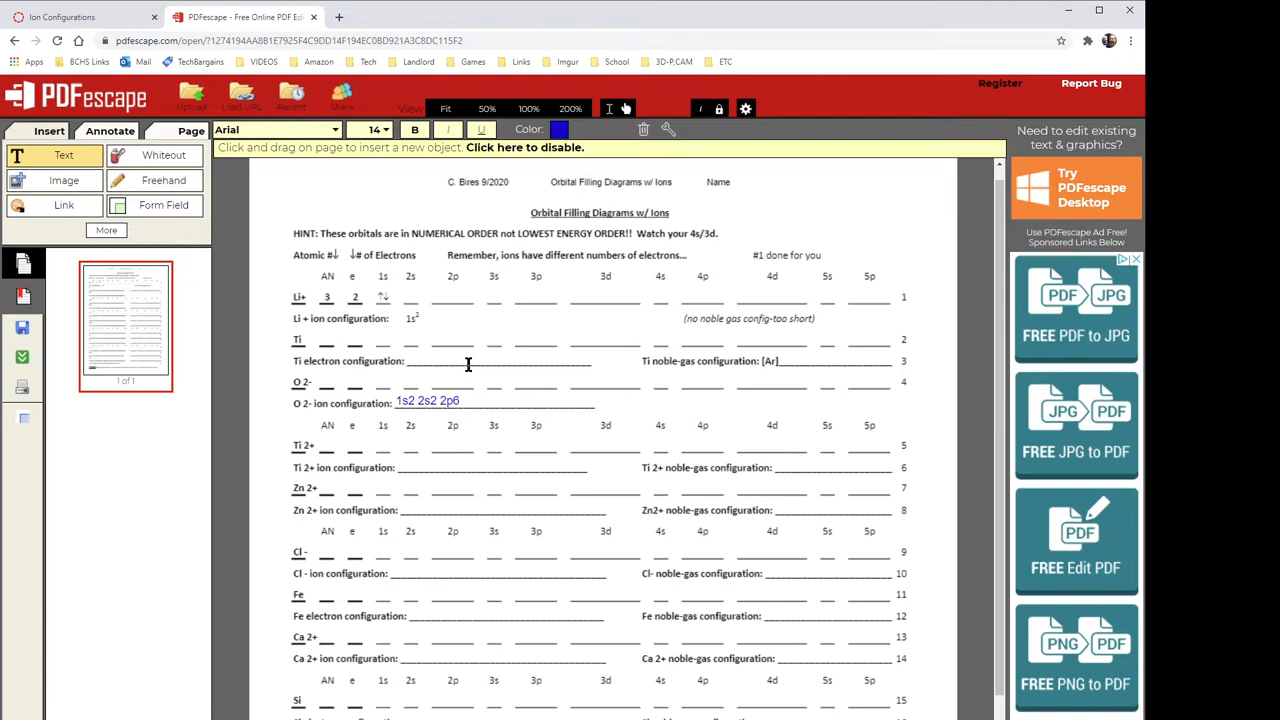 Ion Configurations
PDFescape - Free Online PDF Ed
pdfescape.com/open/?1274194AA8B1E7925F4C9DD14F194ECBD921A3C8DC115F2
Apps BCHS Links Mail TechBargains VIDEOS Amazon Tech Landlord Games Links Imgur School 3D-P,CAM ETC
PDFescape Upload Load URL Recent Share View Fit 50% 100% 200% Register Report Bug
Insert Annotate Page Arial 14 B I U Color:
Click and drag on page to insert a new object. Click here to disable.
Text Whiteout
Image Freehand
Link Form Field
More
1 of 1
C. Bires 9/2020 Orbital Filling Diagrams w/ Ions Name
Orbital Filling Diagrams w/ Ions
HINT: These orbitals are in NUMERICAL ORDER not LOWEST ENERGY ORDER!! Watch your 4s/3d.
Atomic #↓ ↓# of Electrons Remember, ions have different numbers of electrons... #1 done for you
AN e 1s 2s 2p 3s 3p 3d 4s 4p 4d 5s 5p
Li+ 3 2 ↑↓ 1
Li + ion configuration: 1s² (no noble gas config-too short)
Ti 2
Ti electron configuration: Ti noble-gas configuration: [Ar] 3
O 2- 4
O 2- ion configuration: 1s2 2s2 2p6
AN e 1s 2s 2p 3s 3p 3d 4s 4p 4d 5s 5p
Ti 2+ 5
Ti 2+ ion configuration: Ti 2+ noble-gas configuration: 6
Zn 2+ 7
Zn 2+ ion configuration: Zn2+ noble-gas configuration: 8
AN e 1s 2s 2p 3s 3p 3d 4s 4p 4d 5s 5p
Cl - 9
Cl - ion configuration: Cl- noble-gas configuration: 10
Fe 11
Fe electron configuration: Fe noble-gas configuration: 12
Ca 2+ 13
Ca 2+ ion configuration: Ca 2+ noble-gas configuration: 14
AN e 1s 2s 2p 3s 3p 3d 4s 4p 4d 5s 5p
Si 15
Need to edit existing
text & graphics?
Try
PDFescape
Desktop
Use PDFescape Ad Free!
Sponsored Links Below
PDF JPG
FREE PDF to JPG
JPG PDF
FREE JPG to PDF
PDF
FREE Edit PDF
PNG PDF
FREE PNG to PDF